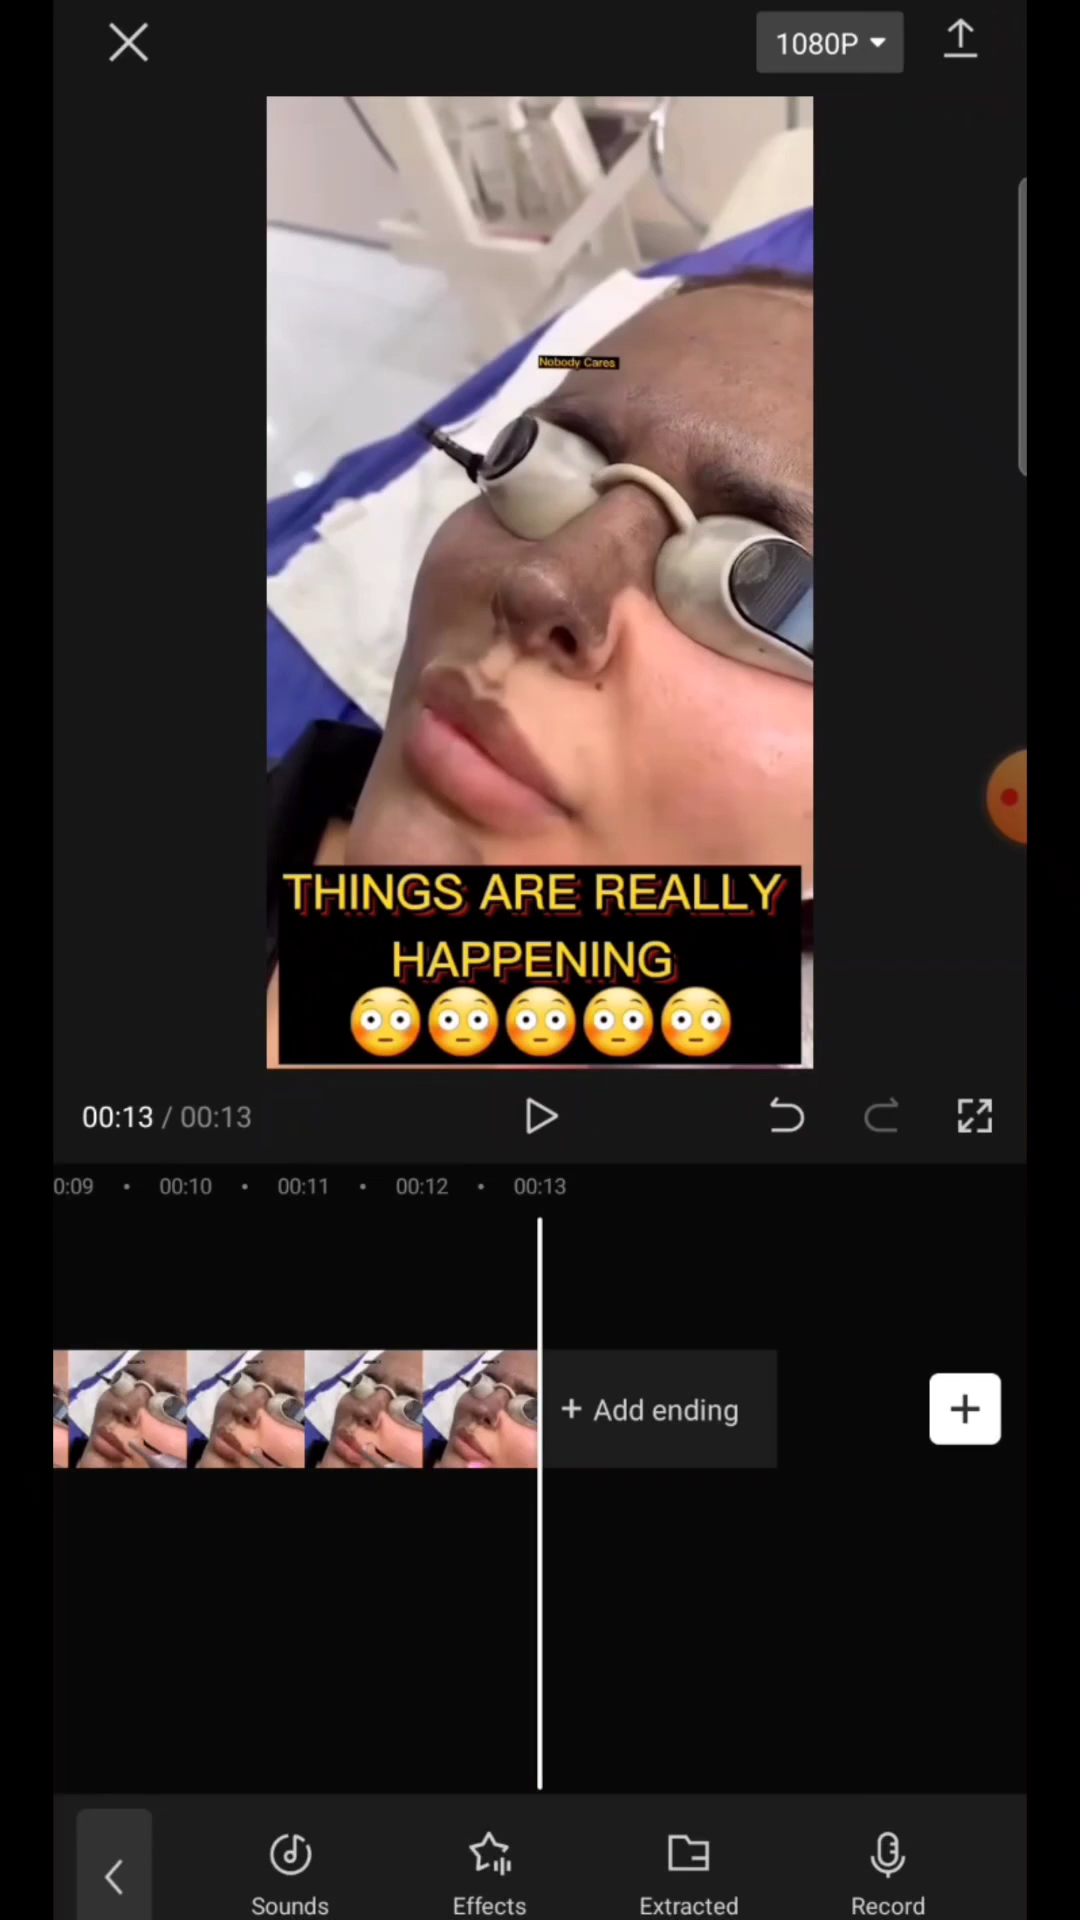 1080P
Nobody Cares
THINGS ARE REALLY
HAPPENING
😳😳😳😳😳
00:13 / 00:13
0:09 • 00:10 • 00:11 • 00:12 • 00:13
+ Add ending
Sounds Effects Extracted Record